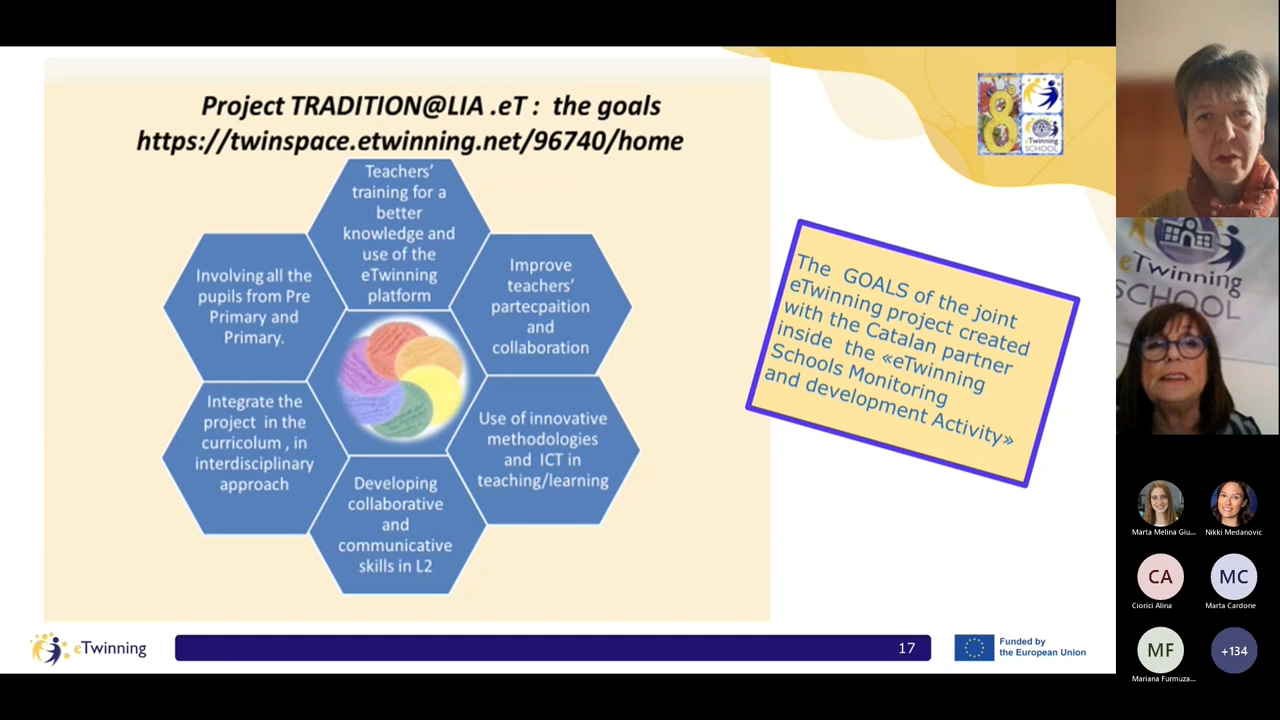 Project TRADITION@LIA .eT : the goals
https://twinspace.etwinning.net/96740/home
Teachers’
training for a
better
knowledge and
use of the
eTwinning
platform
Involving all the
pupils from Pre
Primary and
Primary.
Improve
teachers’
partecpaition
and
collaboration
Integrate the
project in the
curricolum , in
interdisciplinary
approach
Use of innovative
methodologies
and ICT in
teaching/learning
Developing
collaborative
and
communicative
skills in L2
8
eTwinning
SCHOOL
The GOALS of the joint
eTwinning project created
with the Catalan partner
inside the «eTwinning
Schools Monitoring
and development Activity»
eTwinning
17
Funded by
the European Union
eTwinning
SCHOOL
Marta Melina Giu...
Nikki Medanovic
CA
Ciorici Alina
MC
Marta Cardone
MF
Mariana Furmuza...
+134